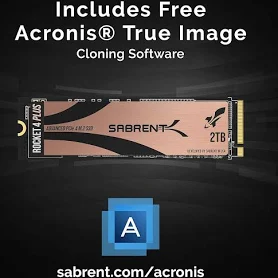 Includes Free
Acronis® True Image
Cloning Software
ROCKET 4 PLUS
SABRENT
2TB
A
sabrent.com/acronis